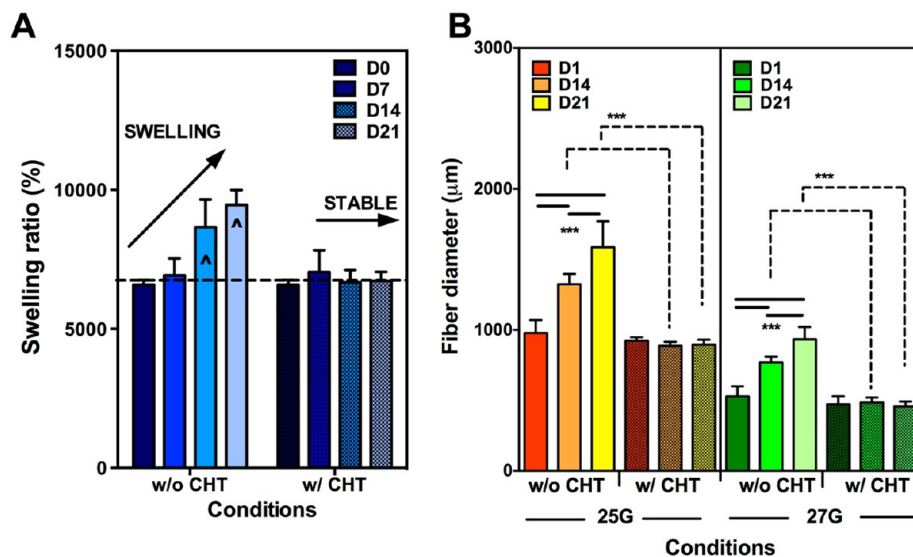 A
Swelling ratio (%)
15000
10000
5000
0
D0
D7
D14
D21
SWELLING
STABLE
^
^
w/o CHT
w/ CHT
Conditions
B
Fiber diameter (μm)
3000
2000
1000
0
D1
D14
D21
***
***
D1
D14
D21
***
***
w/o CHT
w/ CHT
w/o CHT
w/ CHT
25G
27G
Conditions